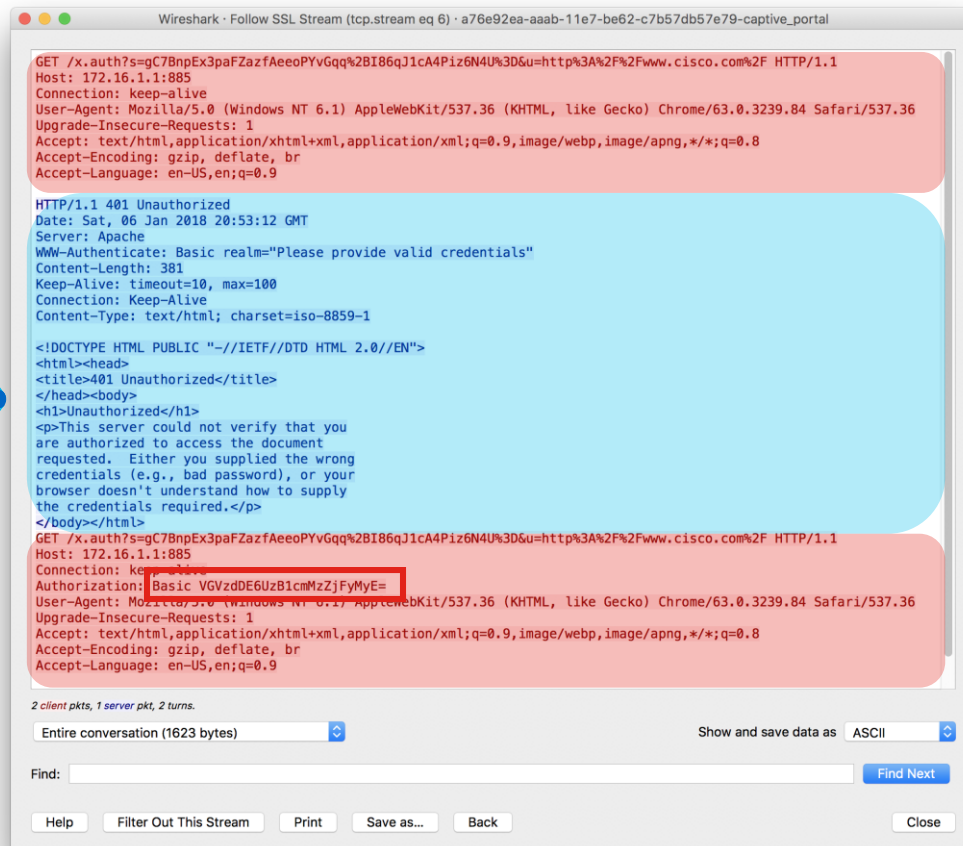 Wireshark · Follow SSL Stream (tcp.stream eq 6) · a76e92ea-aaab-11e7-be62-c7b57db57e79-captive_portal
GET /x.auth?s=gC7BnpEx3paFZazfAeeoPYvGqq%2BI86qJ1cA4Piz6N4U%3D&u=http%3A%2F%2Fwww.cisco.com%2F HTTP/1.1
Host: 172.16.1.1:885
Connection: keep-alive
User-Agent: Mozilla/5.0 (Windows NT 6.1) AppleWebKit/537.36 (KHTML, like Gecko) Chrome/63.0.3239.84 Safari/537.36
Upgrade-Insecure-Requests: 1
Accept: text/html,application/xhtml+xml,application/xml;q=0.9,image/webp,image/apng,*/*;q=0.8
Accept-Encoding: gzip, deflate, br
Accept-Language: en-US,en;q=0.9
HTTP/1.1 401 Unauthorized
Date: Sat, 06 Jan 2018 20:53:12 GMT
Server: Apache
WWW-Authenticate: Basic realm="Please provide valid credentials"
Content-Length: 381
Keep-Alive: timeout=10, max=100
Connection: Keep-Alive
Content-Type: text/html; charset=iso-8859-1
<!DOCTYPE HTML PUBLIC "-//IETF//DTD HTML 2.0//EN">
<html><head>
<title>401 Unauthorized</title>
</head><body>
<h1>Unauthorized</h1>
<p>This server could not verify that you
are authorized to access the document
requested.  Either you supplied the wrong
credentials (e.g., bad password), or your
browser doesn't understand how to supply
the credentials required.</p>
</body></html>
GET /x.auth?s=gC7BnpEx3paFZazfAeeoPYvGqq%2BI86qJ1cA4Piz6N4U%3D&u=http%3A%2F%2Fwww.cisco.com%2F HTTP/1.1
Host: 172.16.1.1:885
Connection: keep-alive
Authorization: Basic VGVzdDE6UzB1cmMzZjFyMyE=
User-Agent: Mozilla/5.0 (Windows NT 6.1) AppleWebKit/537.36 (KHTML, like Gecko) Chrome/63.0.3239.84 Safari/537.36
Upgrade-Insecure-Requests: 1
Accept: text/html,application/xhtml+xml,application/xml;q=0.9,image/webp,image/apng,*/*;q=0.8
Accept-Encoding: gzip, deflate, br
Accept-Language: en-US,en;q=0.9
2 client pkts, 1 server pkt, 2 turns.
Entire conversation (1623 bytes)
Show and save data as ASCII
Find:
Find Next
Help
Filter Out This Stream
Print
Save as...
Back
Close